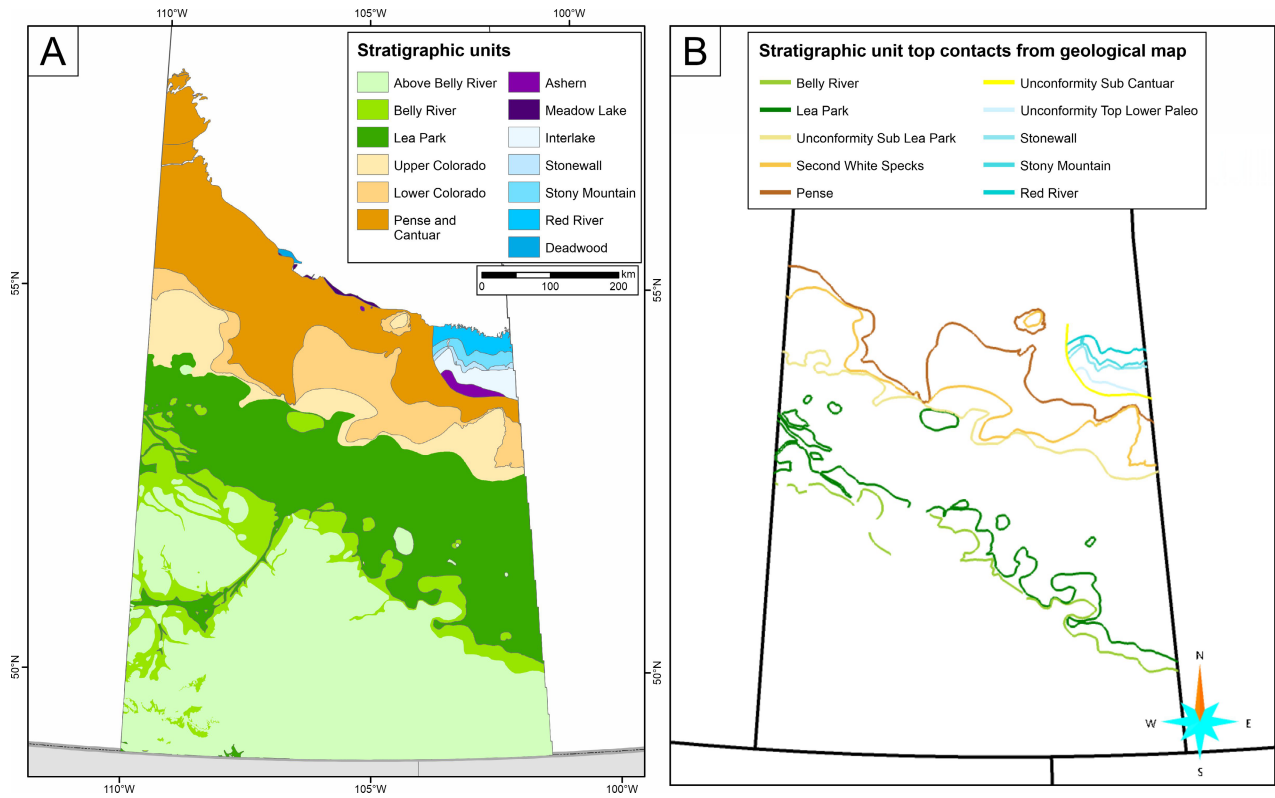 110°W
105°W
100°W
A
Stratigraphic units
Above Belly River
Belly River
Lea Park
Upper Colorado
Lower Colorado
Pense and
Cantuar
Ashern
Meadow Lake
Interlake
Stonewall
Stony Mountain
Red River
Deadwood
km
0
50
100
200
55°N
55°N
50°N
50°N
110°W
105°W
100°W
B
Stratigraphic unit top contacts from geological map
Belly River
Lea Park
Unconformity Sub Lea Park
Second White Specks
Pense
Unconformity Sub Cantuar
Unconformity Top Lower Paleo
Stonewall
Stony Mountain
Red River
N
W
E
S